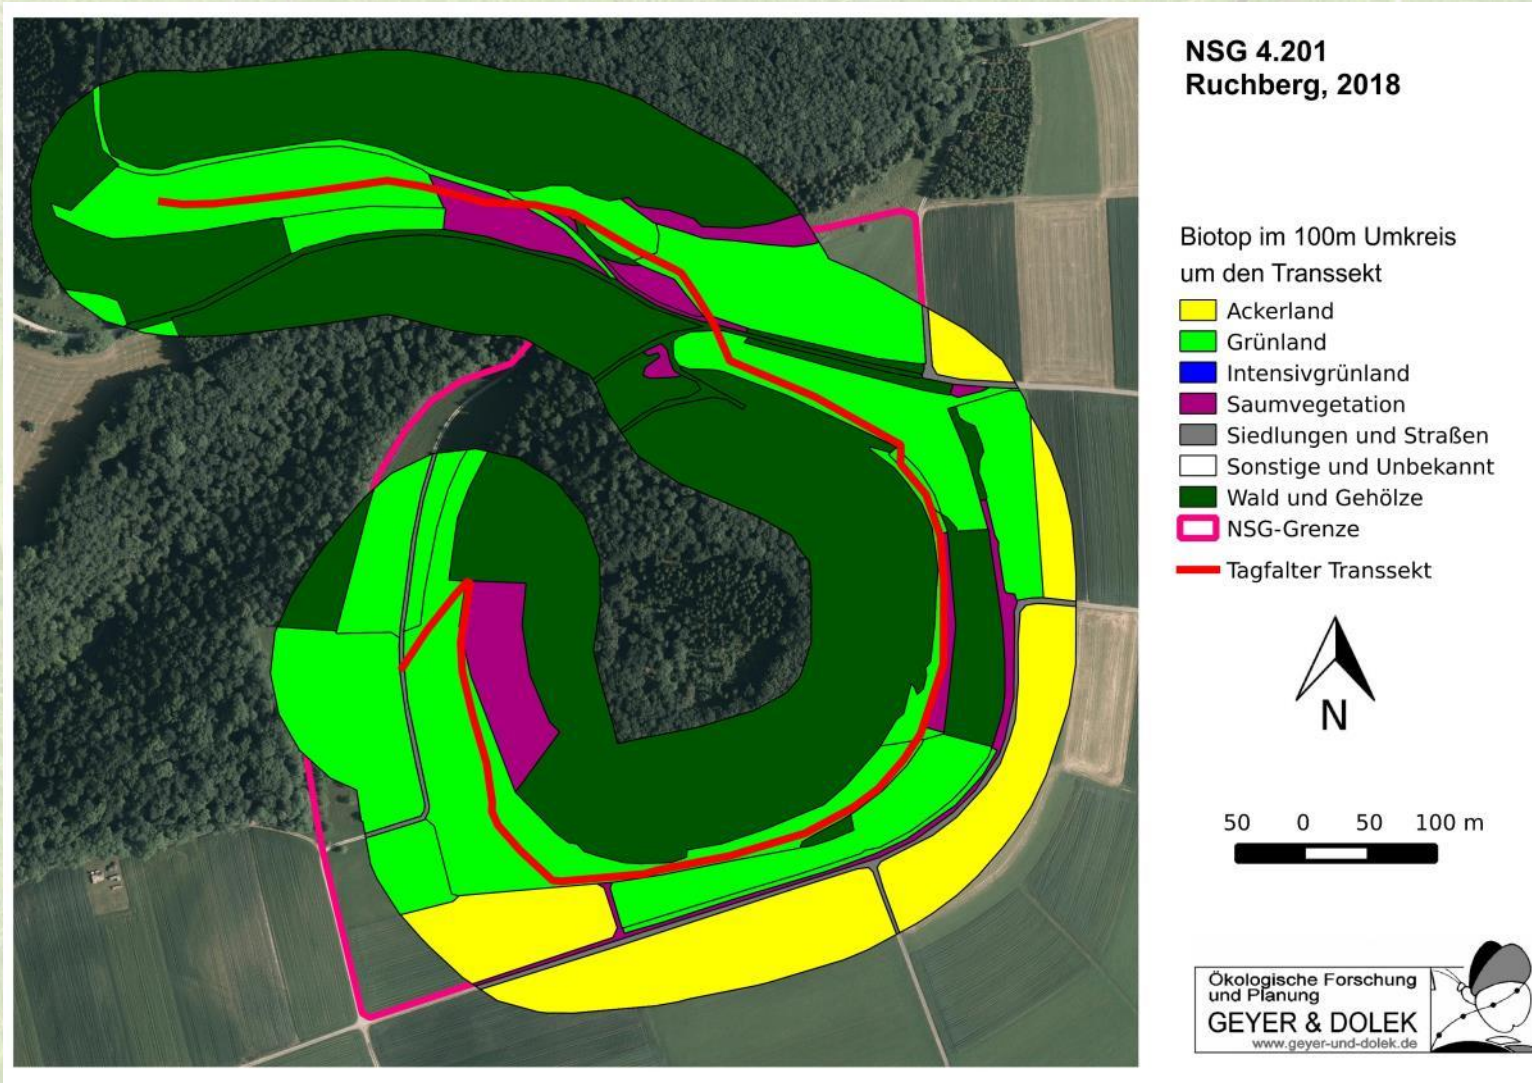 NSG 4.201
Ruchberg, 2018
Biotop im 100m Umkreis
um den Transsekt
Ackerland
Grünland
Intensivgrünland
Saumvegetation
Siedlungen und Straßen
Sonstige und Unbekannt
Wald und Gehölze
NSG-Grenze
Tagfalter Transsekt
N
50 0 50 100 m
Ökologische Forschung
und Planung
GEYER & DOLEK
www.geyer-und-dolek.de